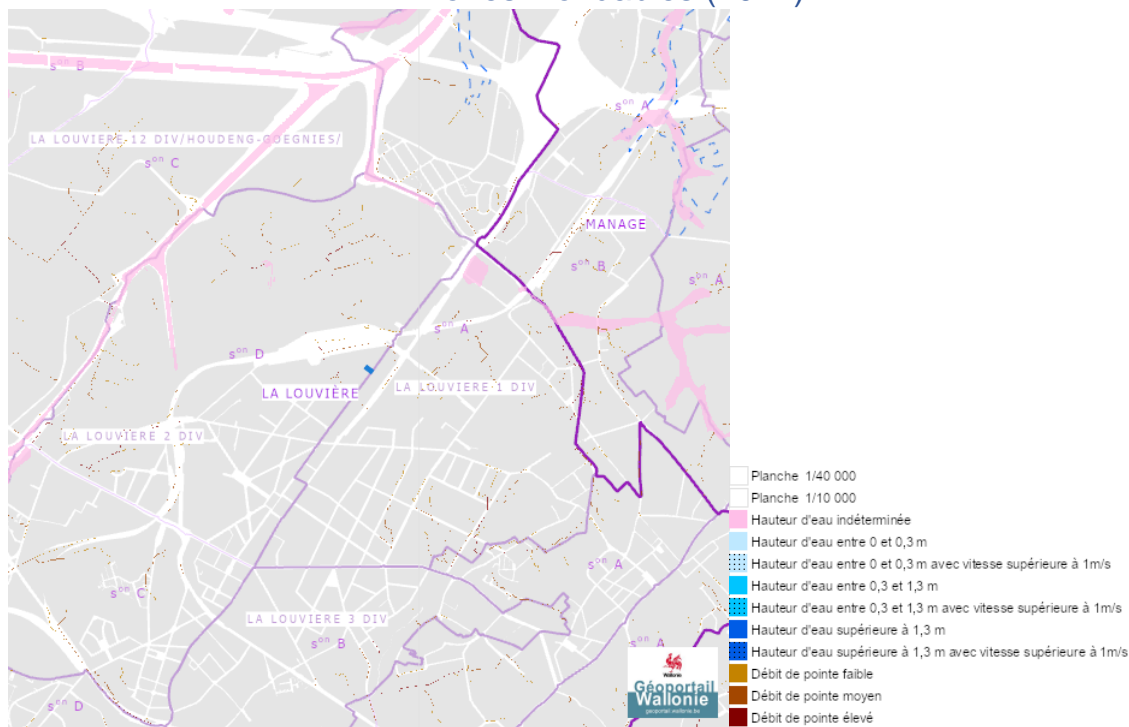 sᵒⁿ B
sᵒⁿ A
LA LOUVIERE 12 DIV/HOUDENG-GOEGNIES/
sᵒⁿ C
MANAGE
sᵒⁿ B
sᵒⁿ A
sᵒⁿ A
sᵒⁿ D
LA LOUVIÈRE
LA LOUVIERE 1 DIV
LA LOUVIERE 2 DIV
sᵒⁿ A
sᵒⁿ C
LA LOUVIERE 3 DIV
sᵒⁿ B
sᵒⁿ A
sᵒⁿ D
Wallonie
Géoportail
Wallonie
geoportail.wallonie.be
Planche 1/40 000
Planche 1/10 000
Hauteur d'eau indéterminée
Hauteur d'eau entre 0 et 0,3 m
Hauteur d'eau entre 0 et 0,3 m avec vitesse supérieure à 1m/s
Hauteur d'eau entre 0,3 et 1,3 m
Hauteur d'eau entre 0,3 et 1,3 m avec vitesse supérieure à 1m/s
Hauteur d'eau supérieure à 1,3 m
Hauteur d'eau supérieure à 1,3 m avec vitesse supérieure à 1m/s
Débit de pointe faible
Débit de pointe moyen
Débit de pointe élevé